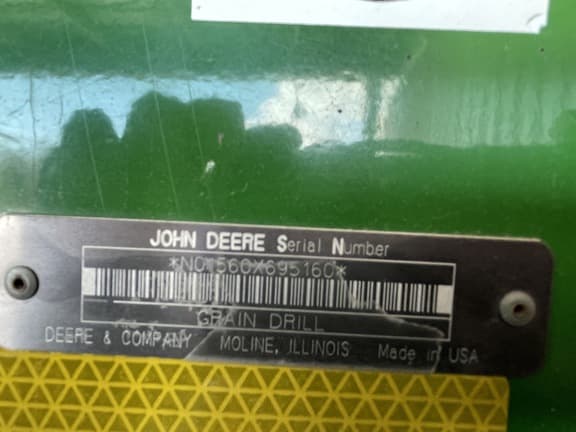 JOHN DEERE Serial Number
*N01560X695160*
GRAIN DRILL
DEERE & COMPANY MOLINE, ILLINOIS Made in USA